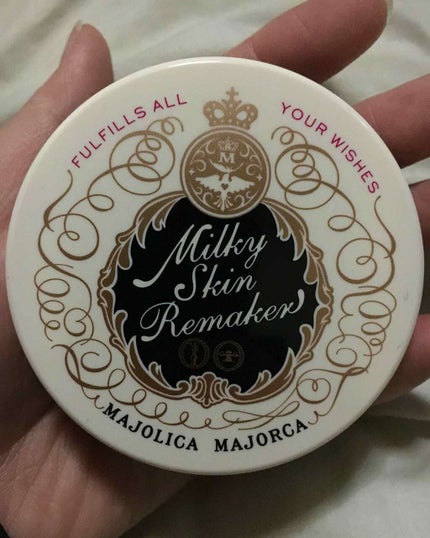 FULFILLS ALL YOUR WISHES
M
Milky
Skin
Remaker
MAJOLICA MAJORCA